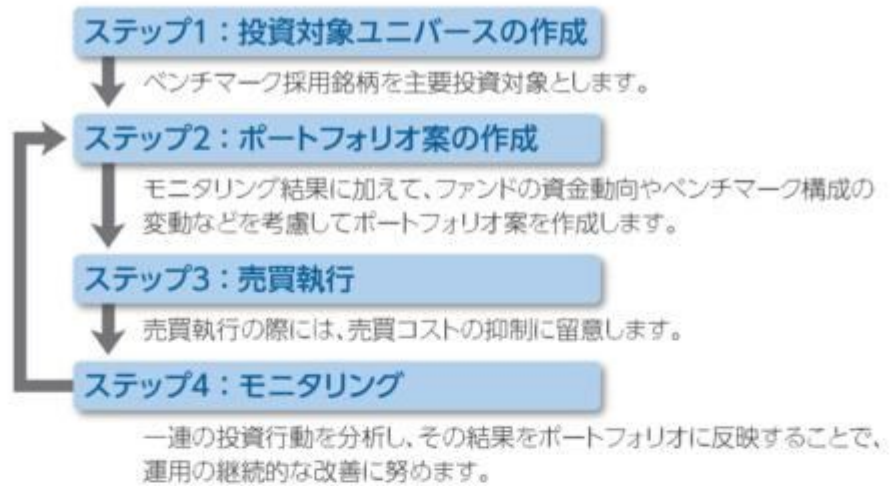 ステップ1：投資対象ユニバースの作成
ベンチマーク採用銘柄を主要投資対象とします。
ステップ2：ポートフォリオ案の作成
モニタリング結果に加えて、ファンドの資金動向やベンチマーク構成の
変動などを考慮してポートフォリオ案を作成します。
ステップ3：売買執行
売買執行の際には、売買コストの抑制に留意します。
ステップ4：モニタリング
一連の投資行動を分析し、その結果をポートフォリオに反映することで、
運用の継続的な改善に努めます。